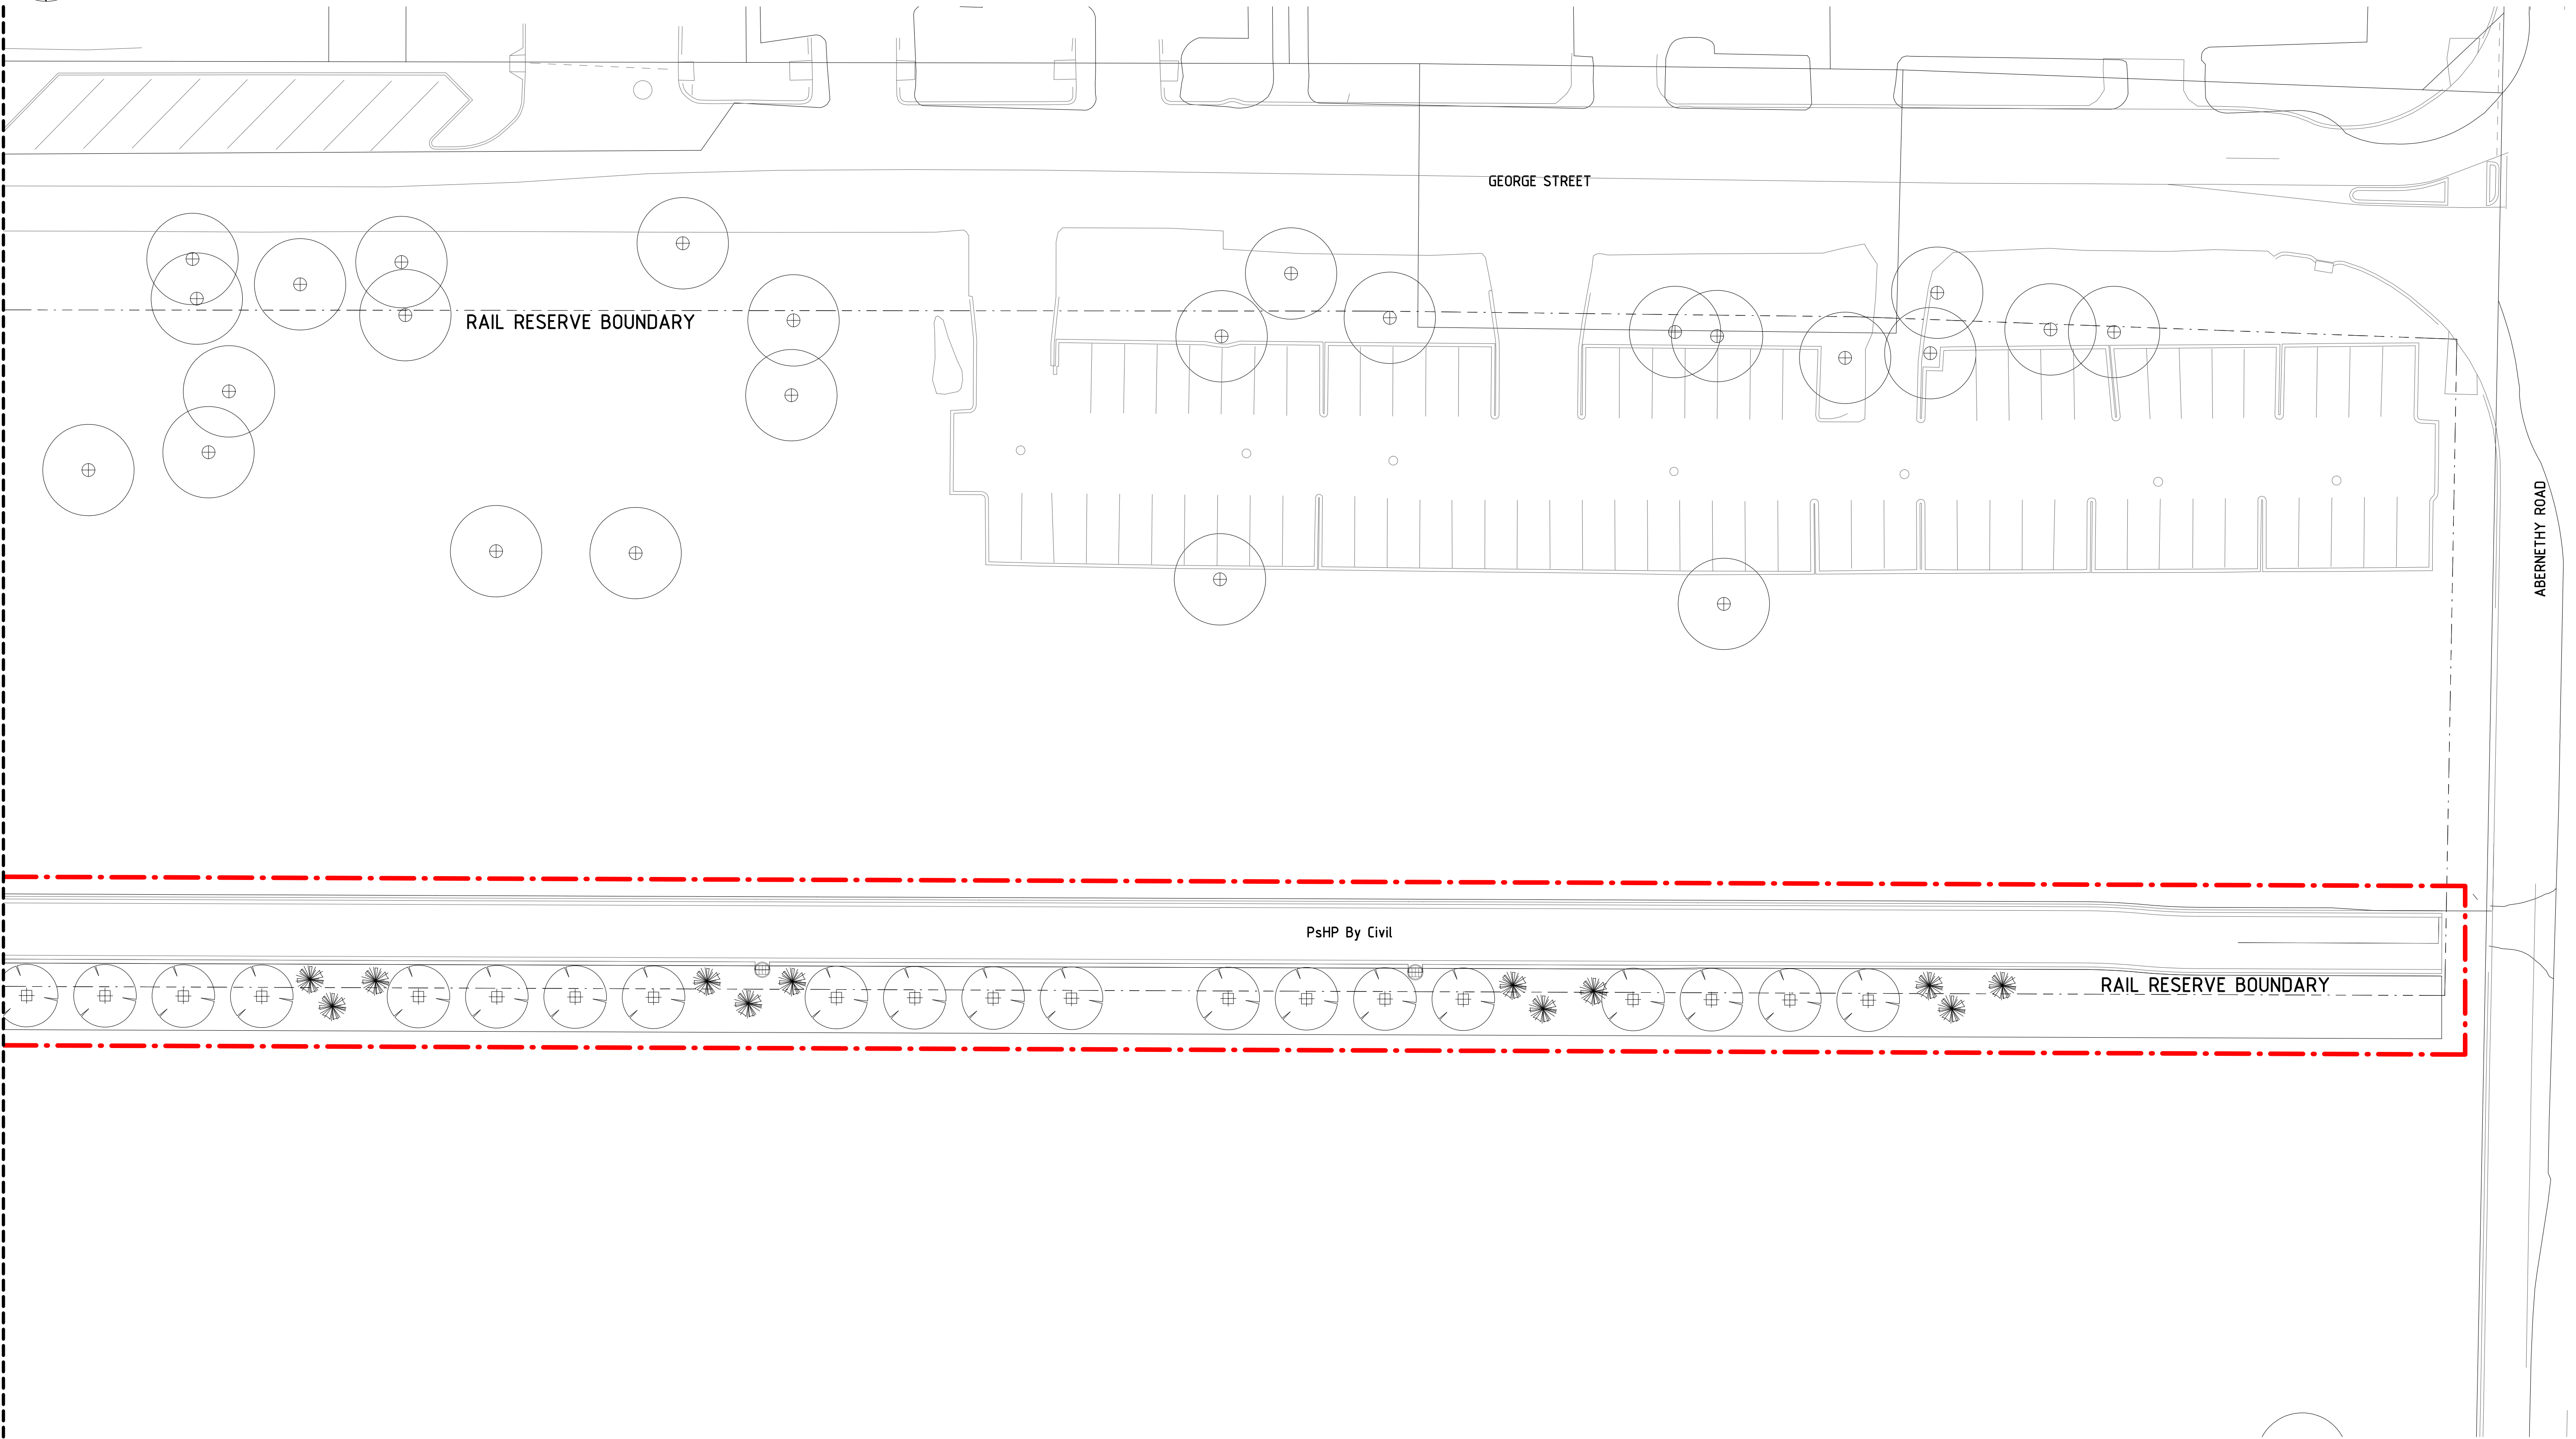 GEORGE STREET
RAIL RESERVE BOUNDARY
ABERNETHY ROAD
PsHP By Civil
RAIL RESERVE BOUNDARY